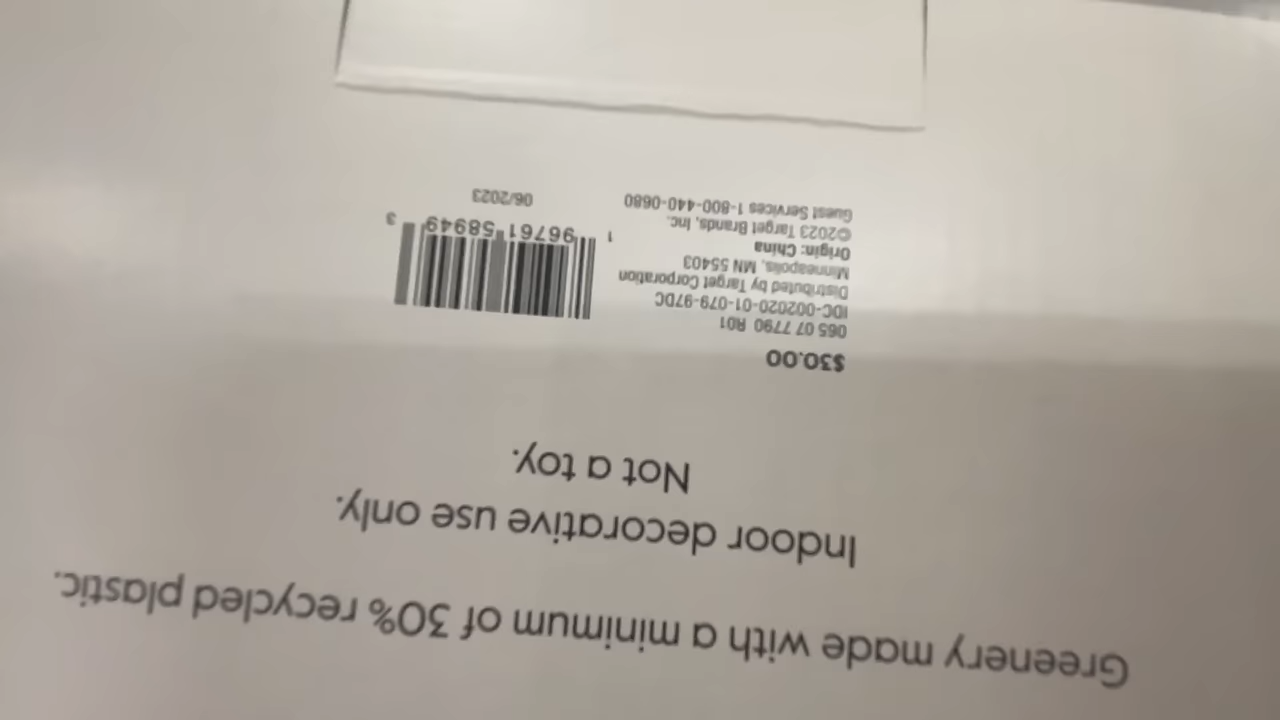 Greenery made with a minimum of 30% recycled plastic.
Indoor decorative use only.
Not a toy.
$30.00
065 07 7790 R01
IDC-002020-01-079-97DC
Distributed by Target Corporation
Minneapolis, MN 55403
Origin: China
©2023 Target Brands, Inc.
Guest Services 1-800-440-0680
1 96761 58949 3
06/2023